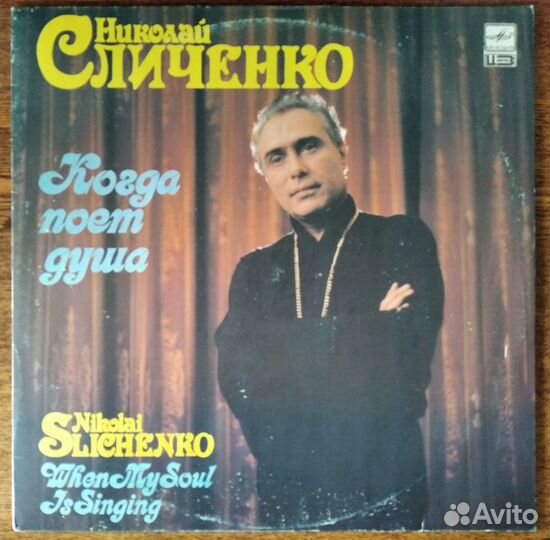 Николай
Сличенко
Когда
поет
душа
Nikolai
SLICHENKO
When My Soul
Is Singing
Avito